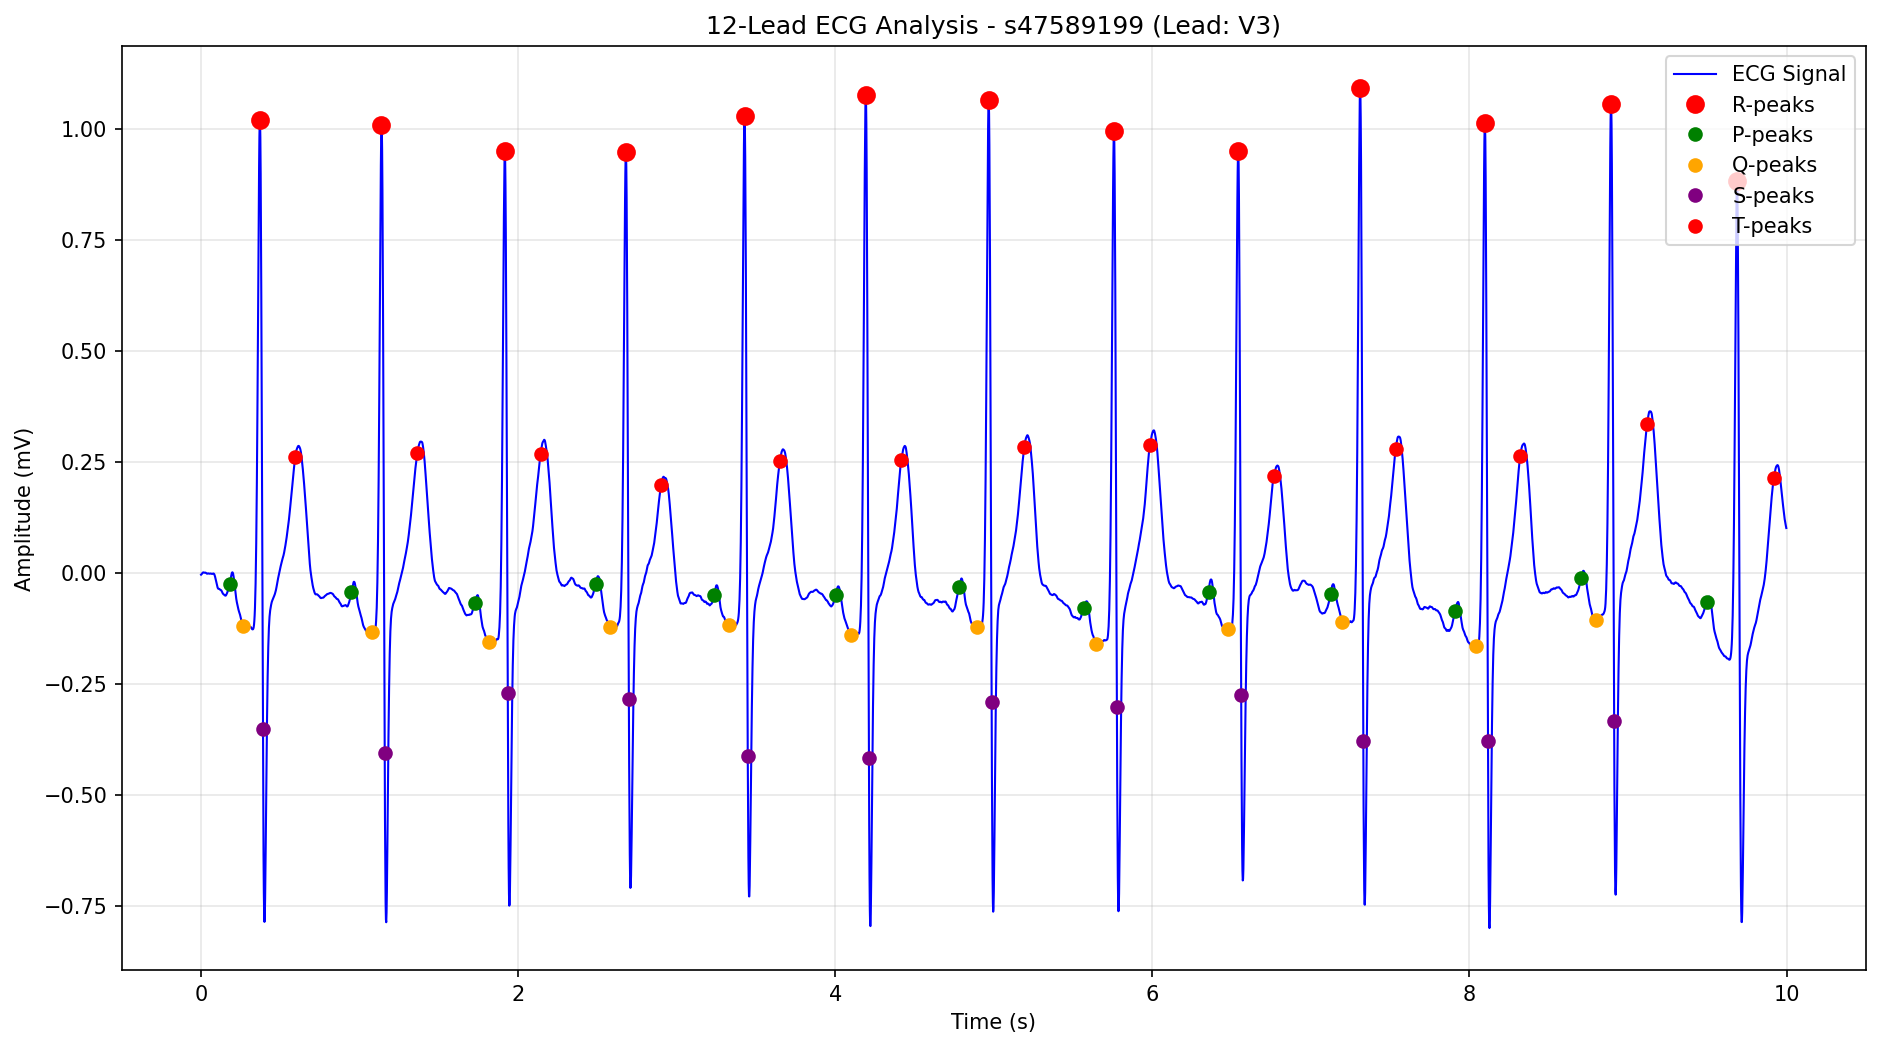 12-Lead ECG Analysis - s47589199 (Lead: V3)
ECG Signal
R-peaks
P-peaks
Q-peaks
S-peaks
T-peaks
1.00
0.75
0.50
0.25
0.00
−0.25
−0.50
−0.75
Amplitude (mV)
0 2 4 6 8 10
Time (s)